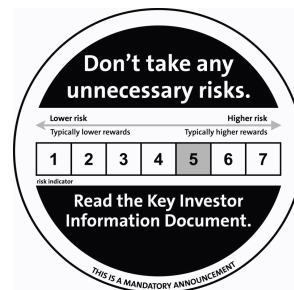 Don't take any
unnecessary risks.
Lower risk Higher risk
Typically lower rewards Typically higher rewards
1 2 3 4 5 6 7
risk indicator
Read the Key Investor
Information Document.
THIS IS A MANDATORY ANNOUNCEMENT